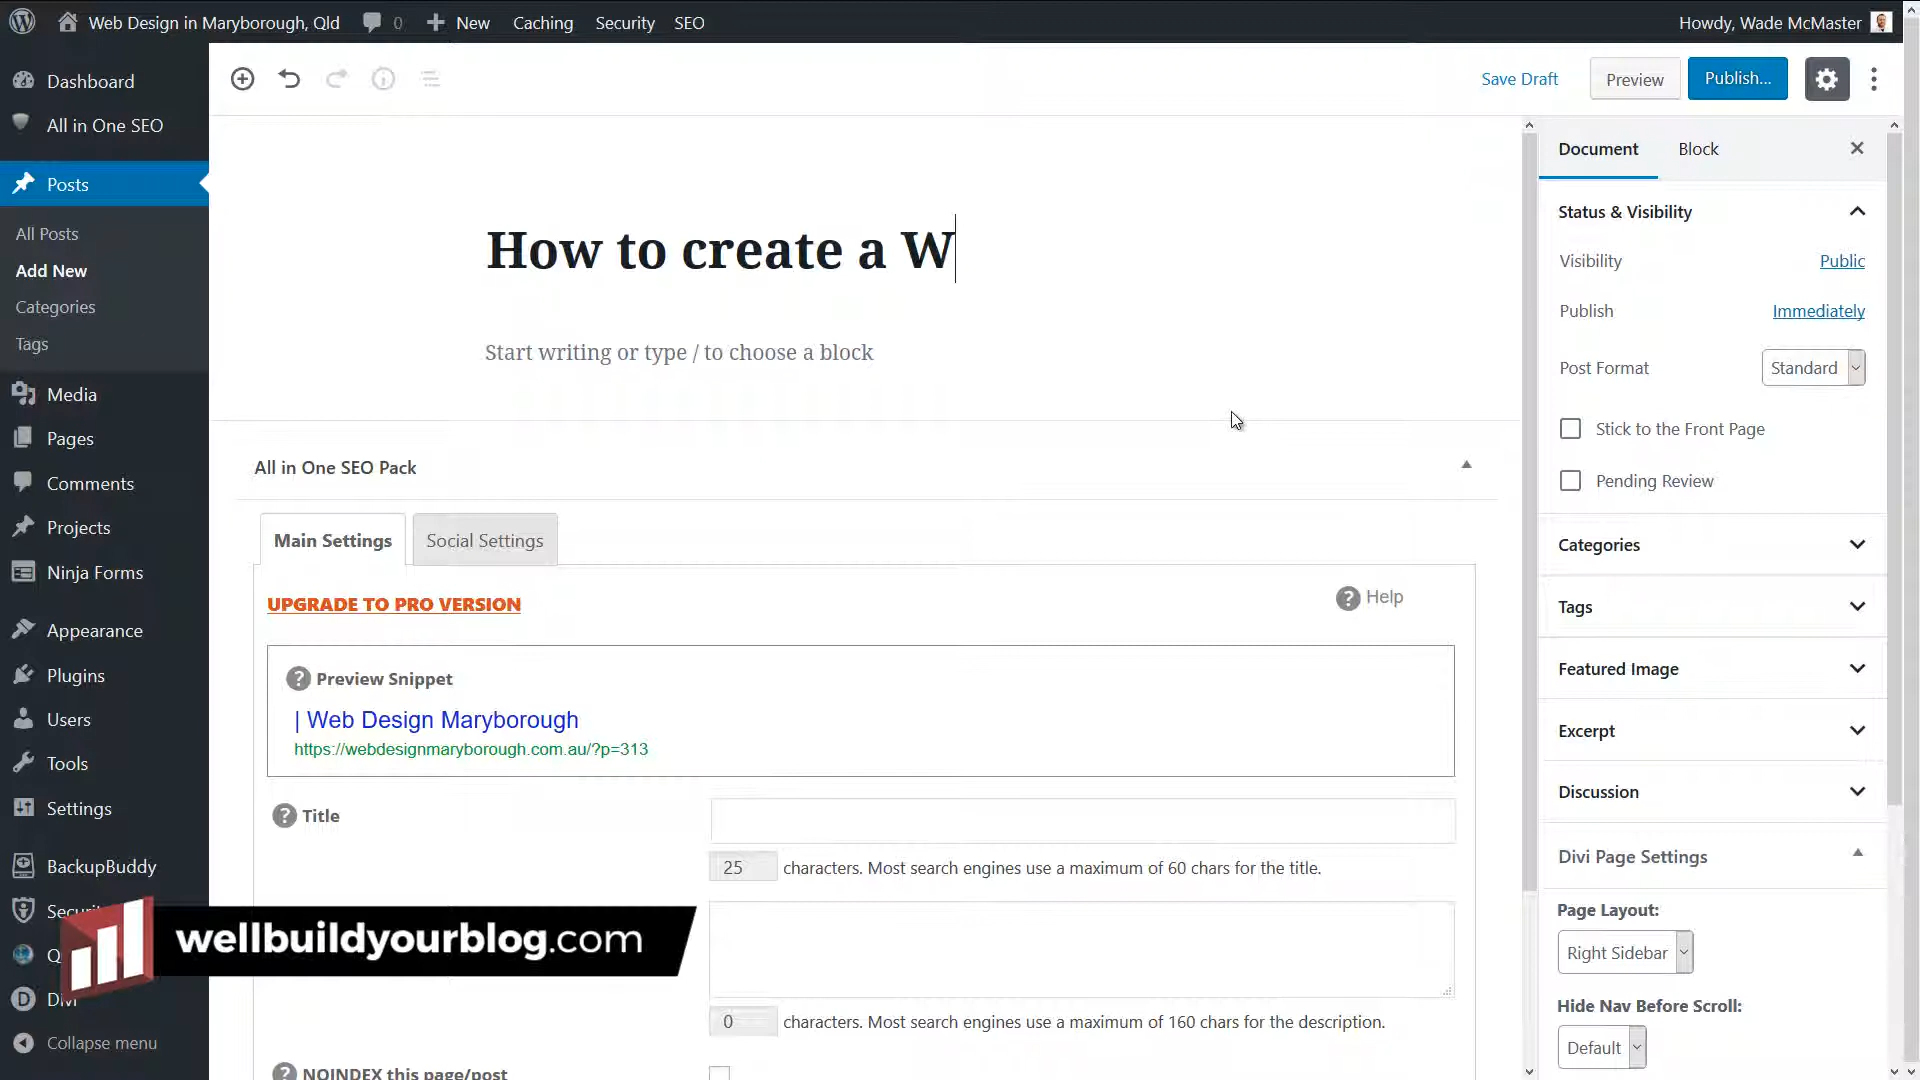 Web Design in Maryborough, Qld
0
New
Caching
Security
SEO
Howdy, Wade McMaster
Dashboard
All in One SEO
Posts
All Posts
Add New
Categories
Tags
Media
Pages
Comments
Projects
Ninja Forms
Appearance
Plugins
Users
Tools
Settings
BackupBuddy
Divi
Collapse menu
Save Draft
Preview
Publish...
How to create a W
Start writing or type / to choose a block
All in One SEO Pack
Main Settings
Social Settings
UPGRADE TO PRO VERSION
Help
Preview Snippet
| Web Design Maryborough
https://webdesignmaryborough.com.au/?p=313
Title
25 characters. Most search engines use a maximum of 60 chars for the title.
0 characters. Most search engines use a maximum of 160 chars for the description.
NOINDEX this page/post
wellbuildyourblog.com
Document
Block
Status & Visibility
Visibility
Public
Publish
Immediately
Post Format
Standard
Stick to the Front Page
Pending Review
Categories
Tags
Featured Image
Excerpt
Discussion
Divi Page Settings
Page Layout:
Right Sidebar
Hide Nav Before Scroll:
Default